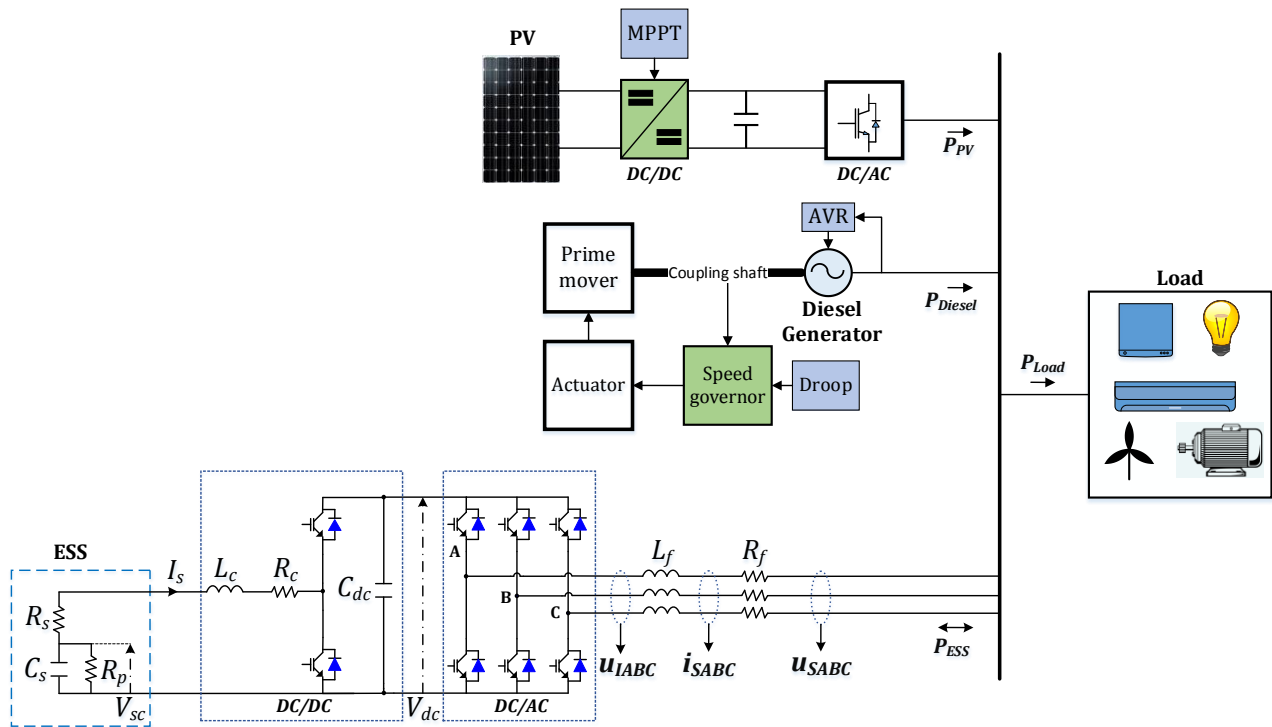 PV
MPPT
DC/DC
DC/AC
P_PV
AVR
Prime
mover
Coupling shaft
Diesel
Generator
P_Diesel
Load
P_Load
Actuator
Speed
governor
Droop
ESS
I_s
L_c
R_c
C_dc
A
B
C
L_f
R_f
R_s
C_s
R_p
V_sc
DC/DC
V_dc
DC/AC
u_IABC
i_SABC
u_SABC
P_ESS